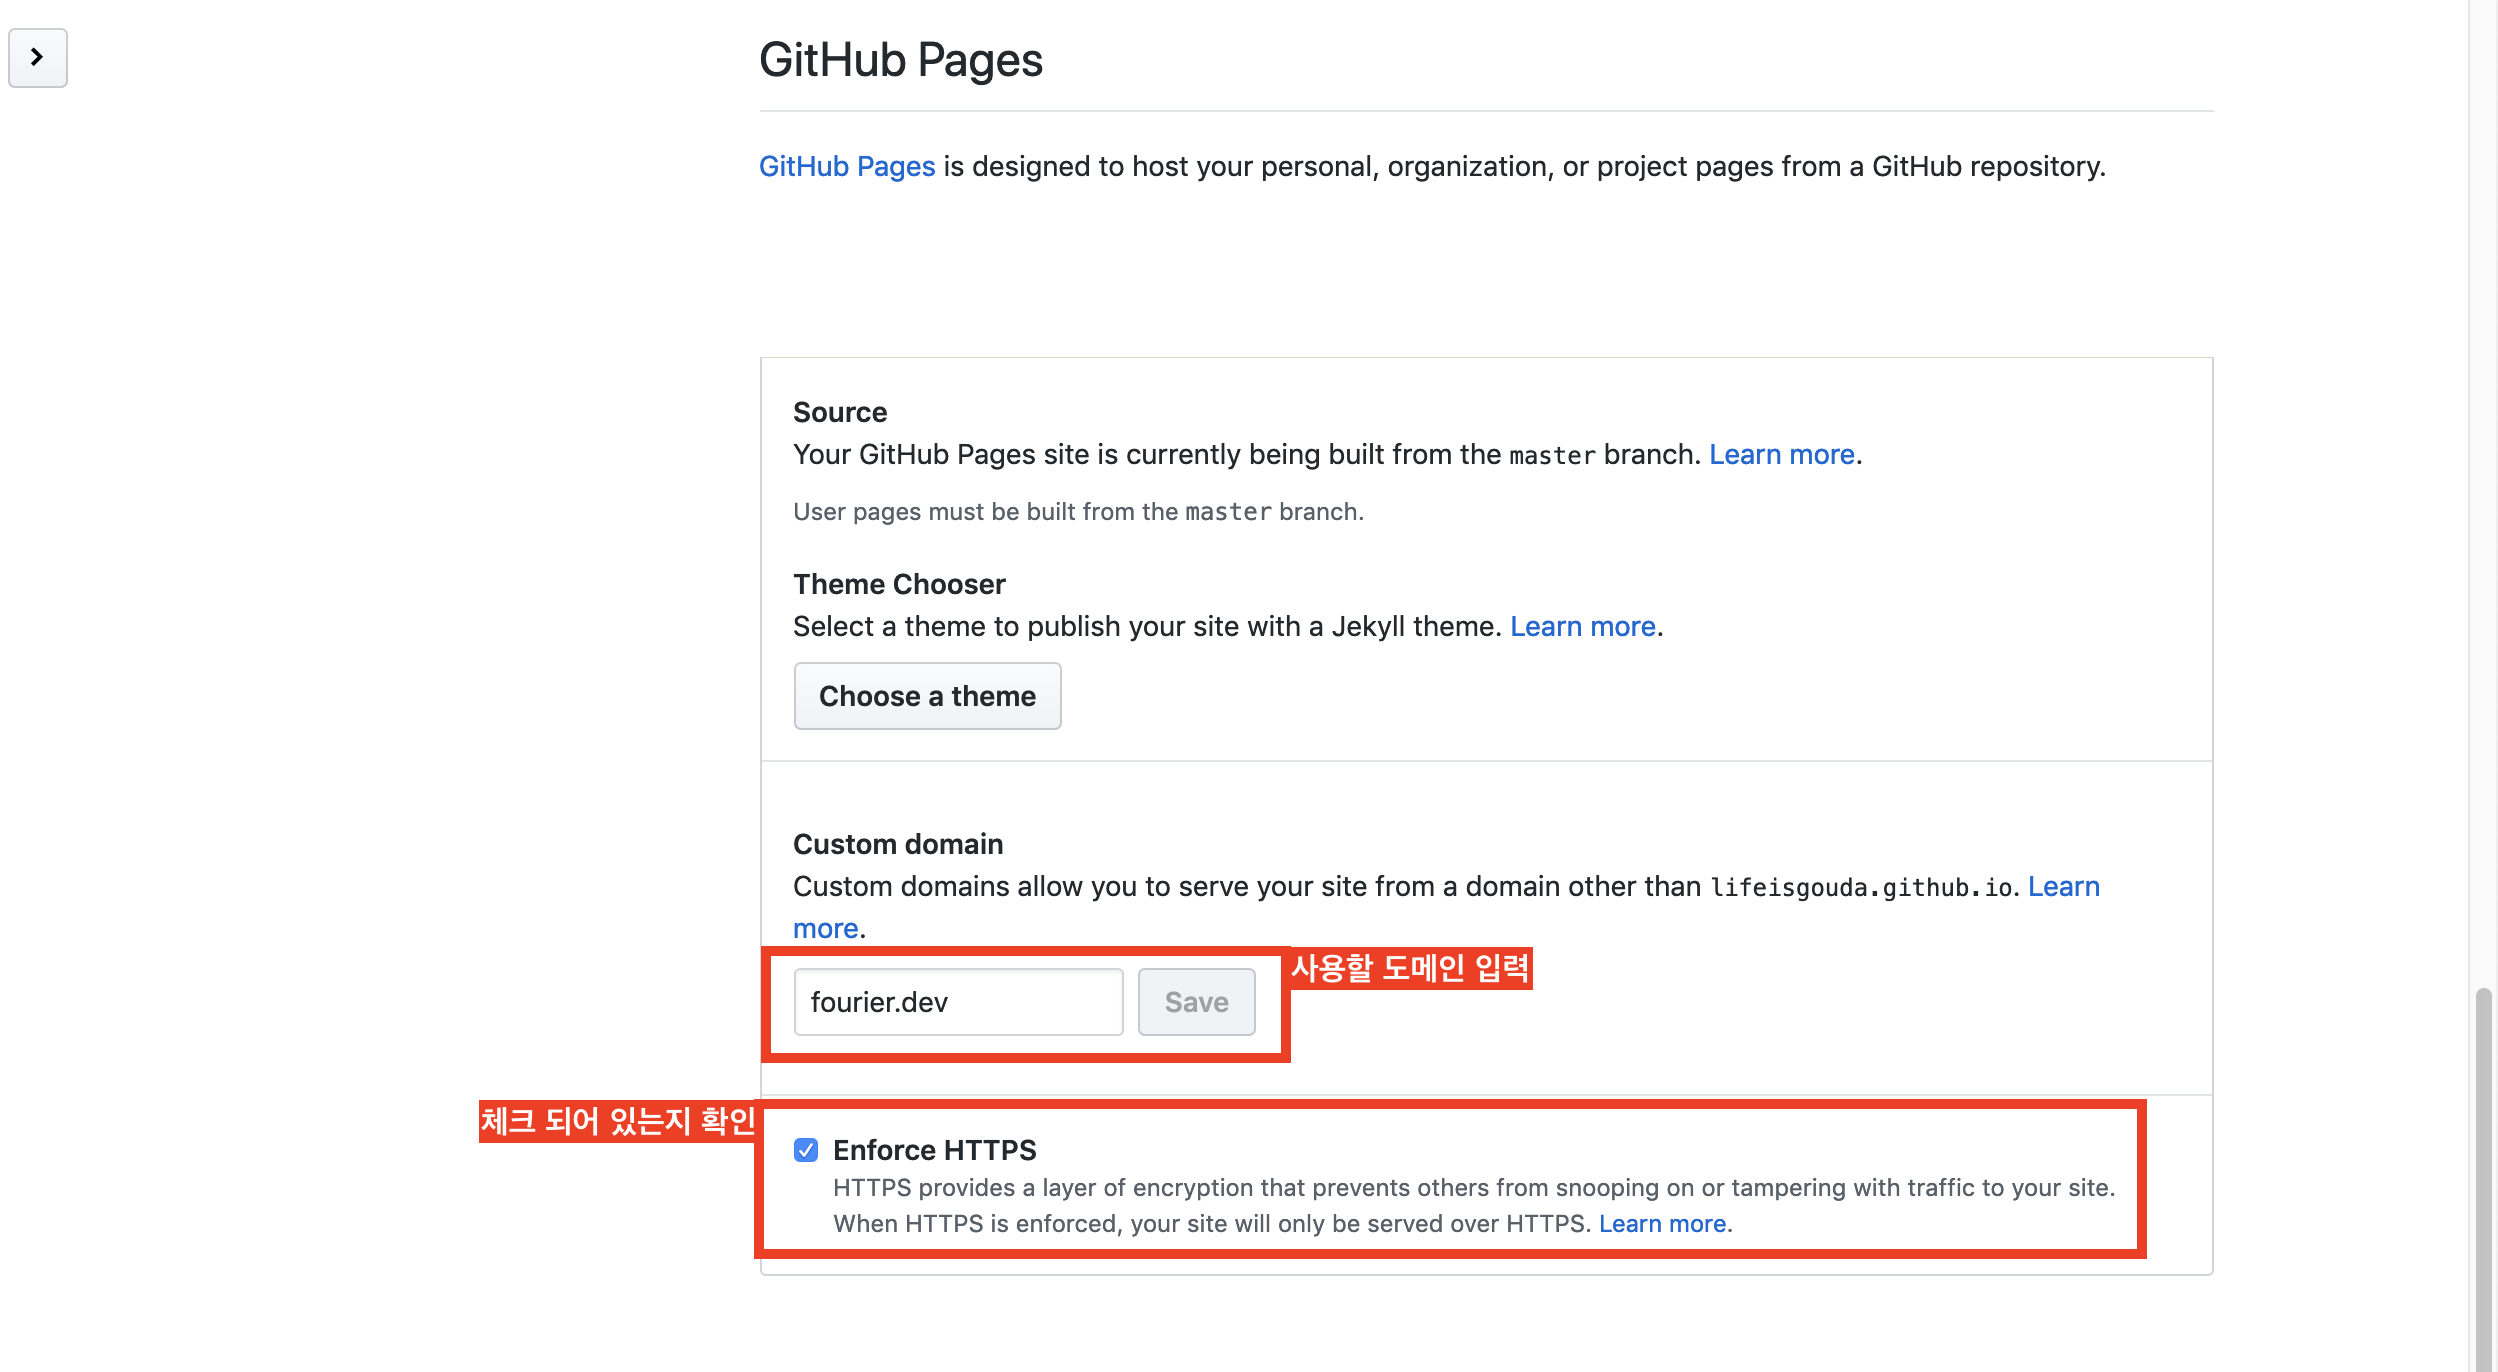 GitHub Pages
GitHub Pages is designed to host your personal, organization, or project pages from a GitHub repository.
Source
Your GitHub Pages site is currently being built from the master branch. Learn more.
User pages must be built from the master branch.
Theme Chooser
Select a theme to publish your site with a Jekyll theme. Learn more.
Choose a theme
Custom domain
Custom domains allow you to serve your site from a domain other than lifeisgouda.github.io. Learn
more.
사용할 도메인 입력
fourier.dev Save
체크 되어 있는지 확인
Enforce HTTPS
HTTPS provides a layer of encryption that prevents others from snooping on or tampering with traffic to your site.
When HTTPS is enforced, your site will only be served over HTTPS. Learn more.